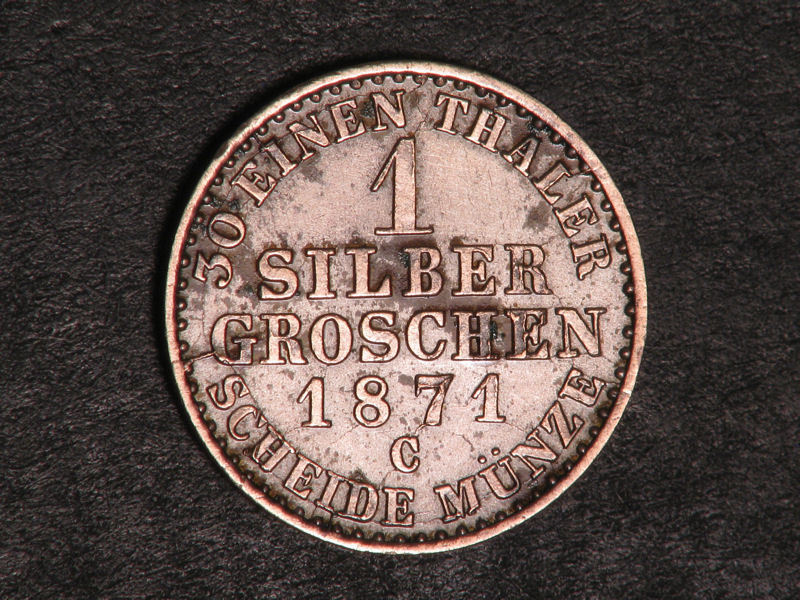 30 EINEN THALER
1
SILBER
GROSCHEN
1871
C
SCHEIDE MÜNZE